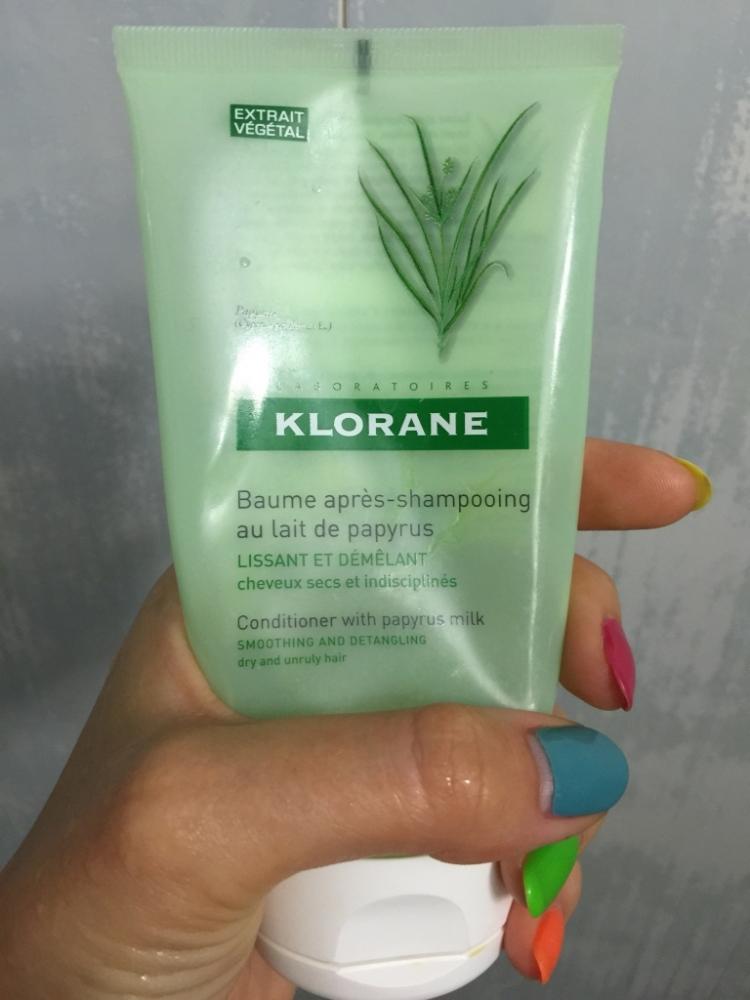 EXTRAIT
VÉGÉTAL
LABORATOIRES
KLORANE
Baume après-shampooing
au lait de papyrus
LISSANT ET DÉMÊLANT
cheveux secs et indisciplinés
Conditioner with papyrus milk
SMOOTHING AND DETANGLING
dry and unruly hair